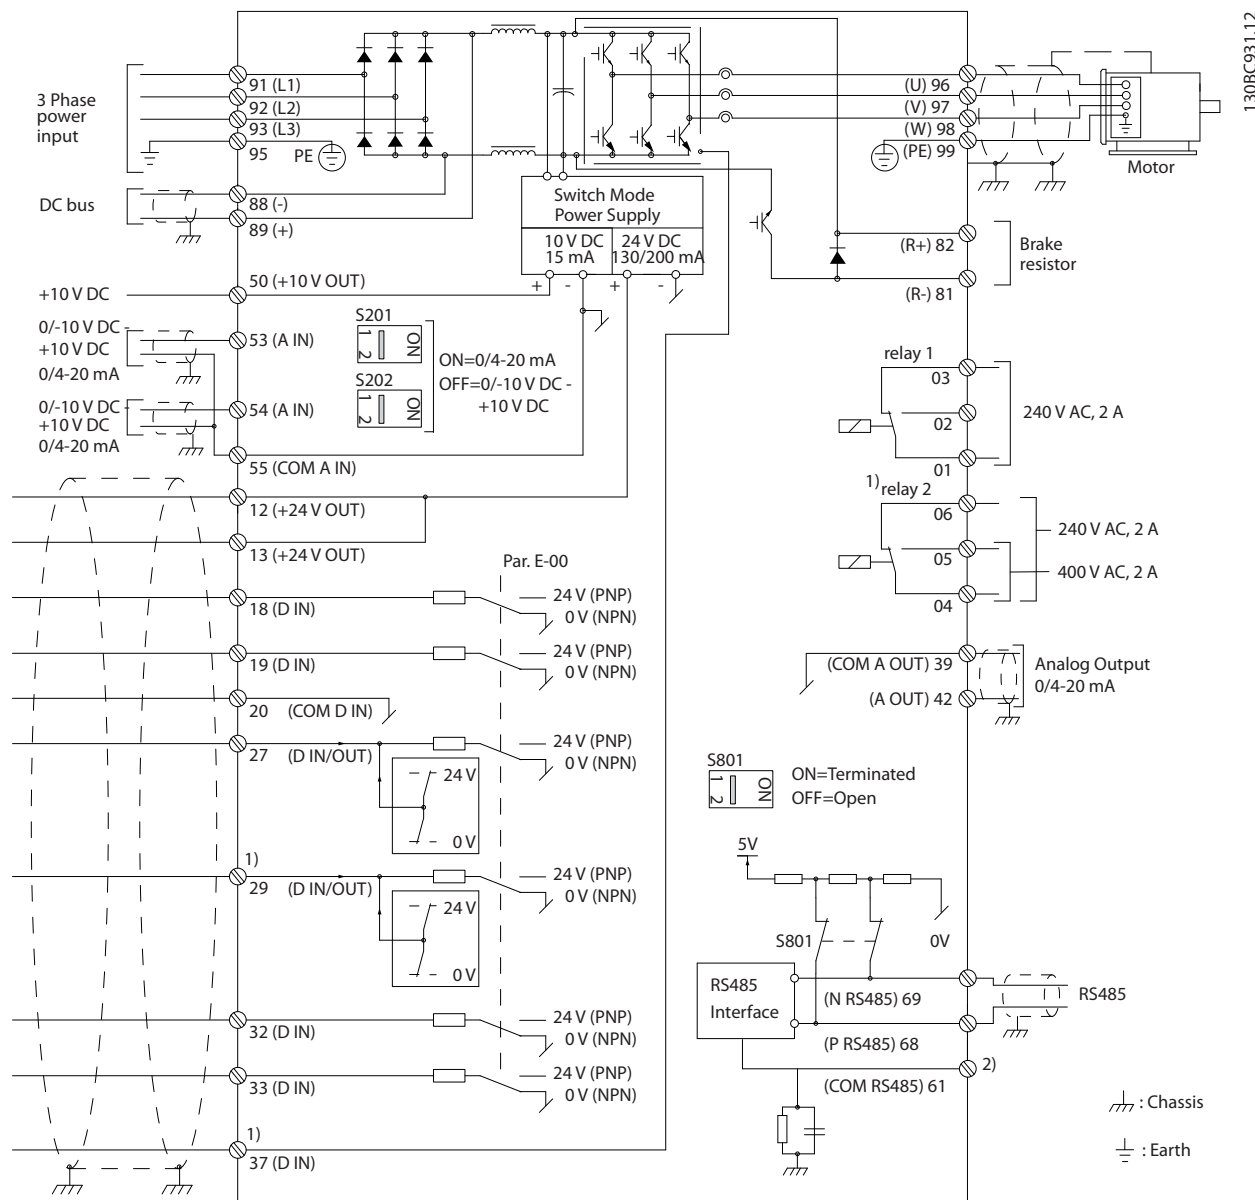 130BC931.12
3 Phase
power
input
91 (L1)
92 (L2)
93 (L3)
95
PE
DC bus
88 (-)
89 (+)
+10 V DC
50 (+10 V OUT)
0/-10 V DC -
+10 V DC
0/4-20 mA
53 (A IN)
0/-10 V DC -
+10 V DC
0/4-20 mA
54 (A IN)
55 (COM A IN)
12 (+24 V OUT)
13 (+24 V OUT)
18 (D IN)
19 (D IN)
20 (COM D IN)
27 (D IN/OUT)
24 V
0 V
1)
29 (D IN/OUT)
24 V
0 V
32 (D IN)
33 (D IN)
1)
37 (D IN)
Switch Mode
Power Supply
10 V DC
15 mA
24 V DC
130/200 mA
+ - + -
S201
1 2 ON
S202
1 2 ON
ON=0/4-20 mA
OFF=0/-10 V DC -
+10 V DC
Par. E-00
24 V (PNP)
0 V (NPN)
24 V (PNP)
0 V (NPN)
24 V (PNP)
0 V (NPN)
24 V (PNP)
0 V (NPN)
24 V (PNP)
0 V (NPN)
24 V (PNP)
0 V (NPN)
(U) 96
(V) 97
(W) 98
(PE) 99
Motor
(R+) 82
(R-) 81
Brake
resistor
relay 1
03
02
01
240 V AC, 2 A
1) relay 2
06
05
04
240 V AC, 2 A
400 V AC, 2 A
(COM A OUT) 39
(A OUT) 42
Analog Output
0/4-20 mA
S801
1 2 ON
ON=Terminated
OFF=Open
5V
S801
0V
RS485
Interface
(N RS485) 69
(P RS485) 68
(COM RS485) 61
RS485
2)
: Chassis
: Earth